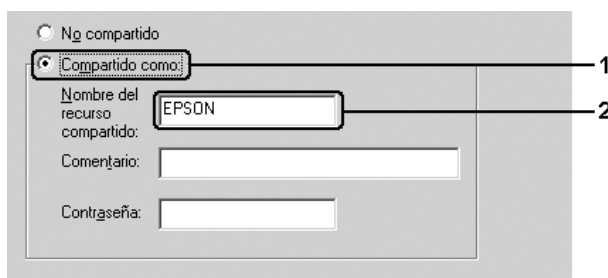 No compartido
Compartido como: 1
Nombre del
recurso
compartido:
EPSON 2
Comentario:
Contraseña: